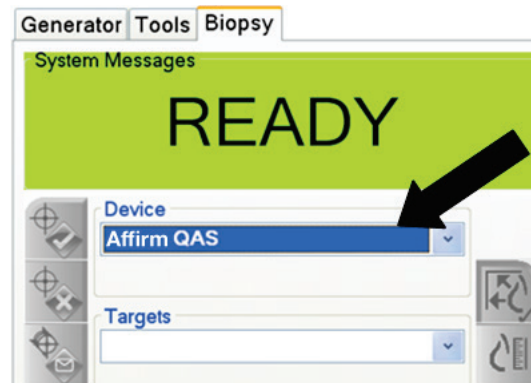 Generator Tools Biopsy
System Messages
READY
Device
Affirm QAS
Targets